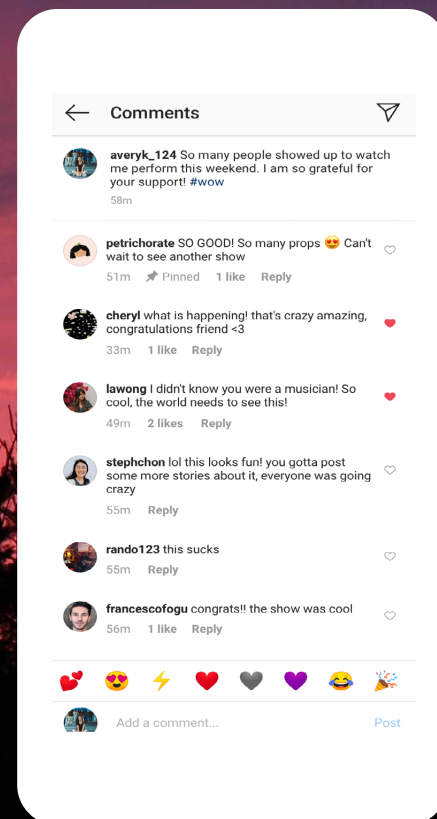 Comments
averyk_124 So many people showed up to watch
me perform this weekend. I am so grateful for
your support! #wow
58m
petrichorate SO GOOD! So many props 😍 Can't
wait to see another show
51m Pinned 1 like Reply
cheryl what is happening! that's crazy amazing,
congratulations friend <3
33m 1 like Reply
lawong I didn't know you were a musician! So
cool, the world needs to see this!
49m 2 likes Reply
stephchon lol this looks fun! you gotta post
some more stories about it, everyone was going
crazy
55m Reply
rando123 this sucks
55m Reply
francescofogu congrats!! the show was cool
56m 1 like Reply
Add a comment... Post